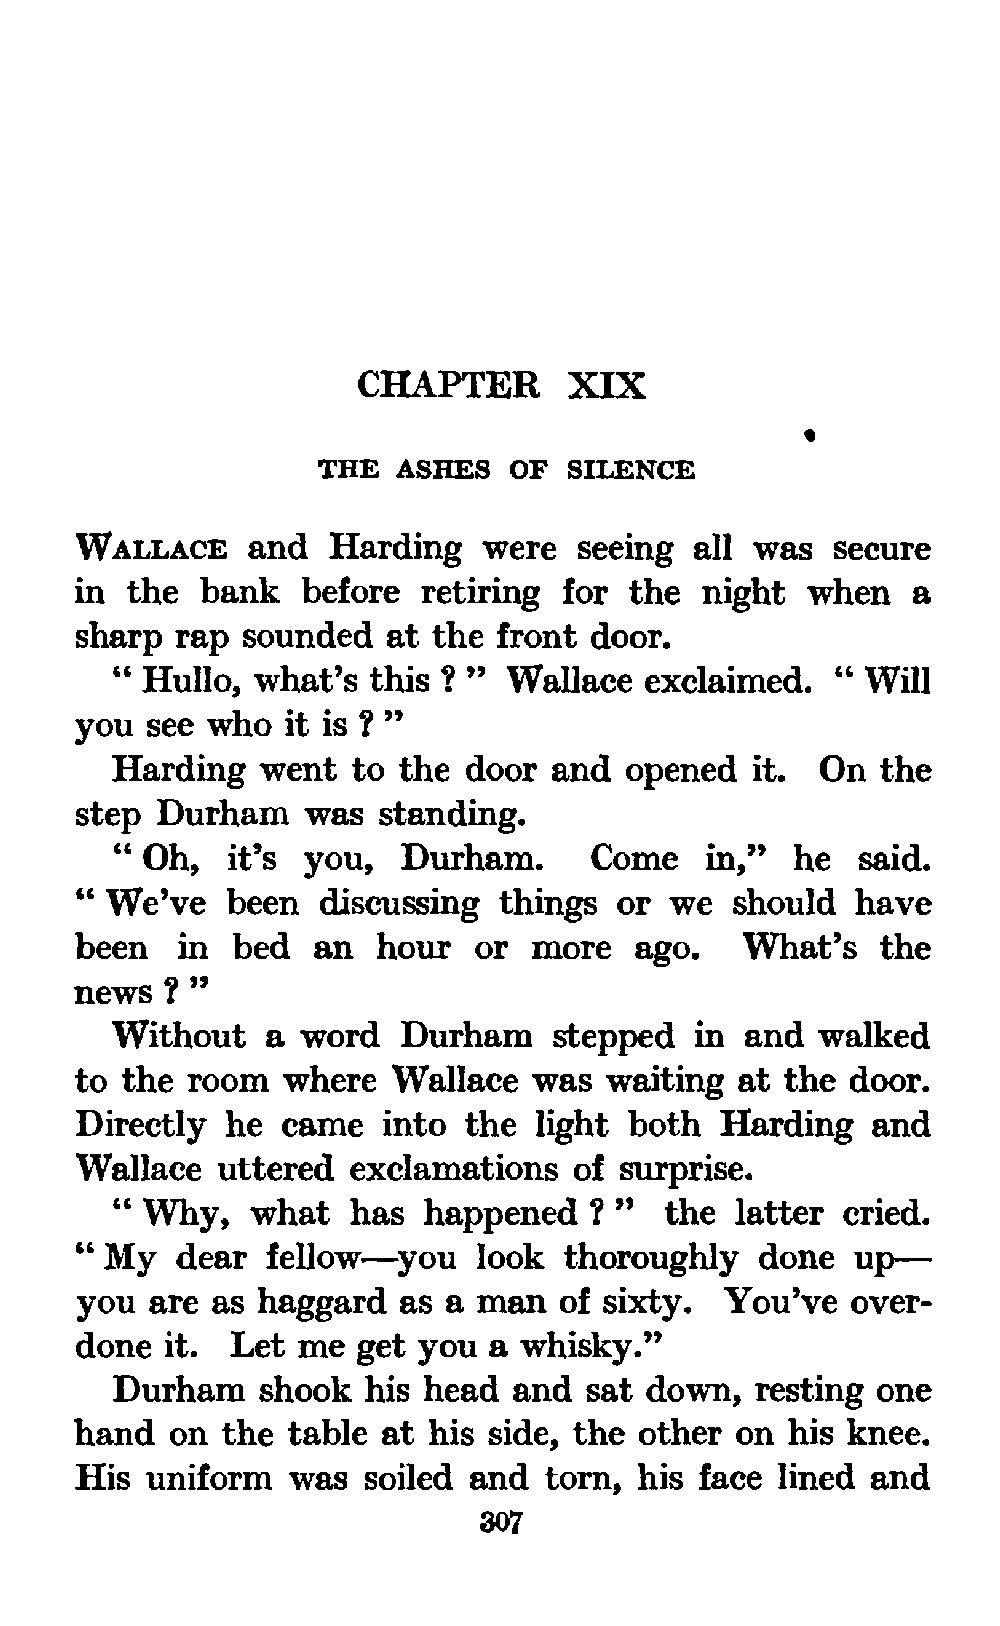 CHAPTER XIX
THE ASHES OF SILENCE
WALLACE and Harding were seeing all was secure
in the bank before retiring for the night when a
sharp rap sounded at the front door.
“ Hullo, what’s this ? ” Wallace exclaimed. “ Will
you see who it is ? ”
Harding went to the door and opened it. On the
step Durham was standing.
“ Oh, it’s you, Durham. Come in,” he said.
“ We’ve been discussing things or we should have
been in bed an hour or more ago. What’s the
news ? ”
Without a word Durham stepped in and walked
to the room where Wallace was waiting at the door.
Directly he came into the light both Harding and
Wallace uttered exclamations of surprise.
“ Why, what has happened ? ” the latter cried.
“ My dear fellow—you look thoroughly done up—
you are as haggard as a man of sixty. You’ve over-
done it. Let me get you a whisky.”
Durham shook his head and sat down, resting one
hand on the table at his side, the other on his knee.
His uniform was soiled and torn, his face lined and
307